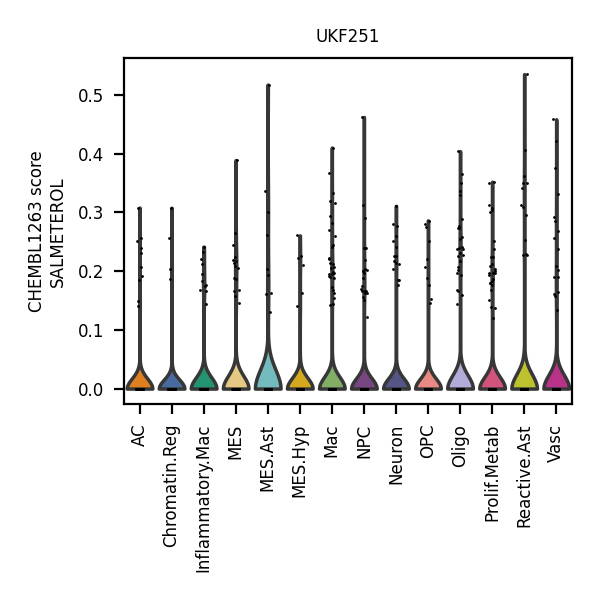 UKF251
CHEMBL1263 score
SALMETEROL
0.5
0.4
0.3
0.2
0.1
0.0
AC
Chromatin.Reg
Inflammatory.Mac
MES
MES.Ast
MES.Hyp
Mac
NPC
Neuron
OPC
Oligo
Prolif.Metab
Reactive.Ast
Vasc